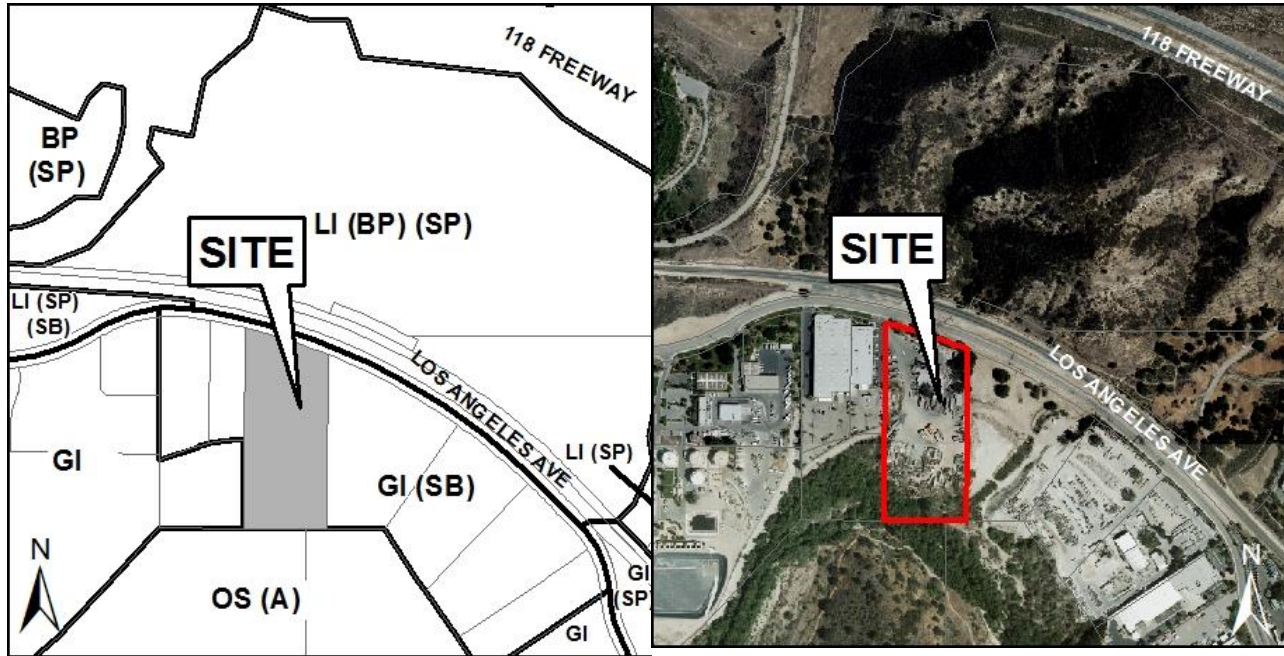 118 FREEWAY
BP
(SP)
LI (BP) (SP)
SITE
LI (SP)
(SB)
LOS ANGELES AVE
LI (SP)
GI
GI (SB)
N
OS (A)
GI
(SP)
GI
118 FREEWAY
SITE
LOS ANGELES AVE
N